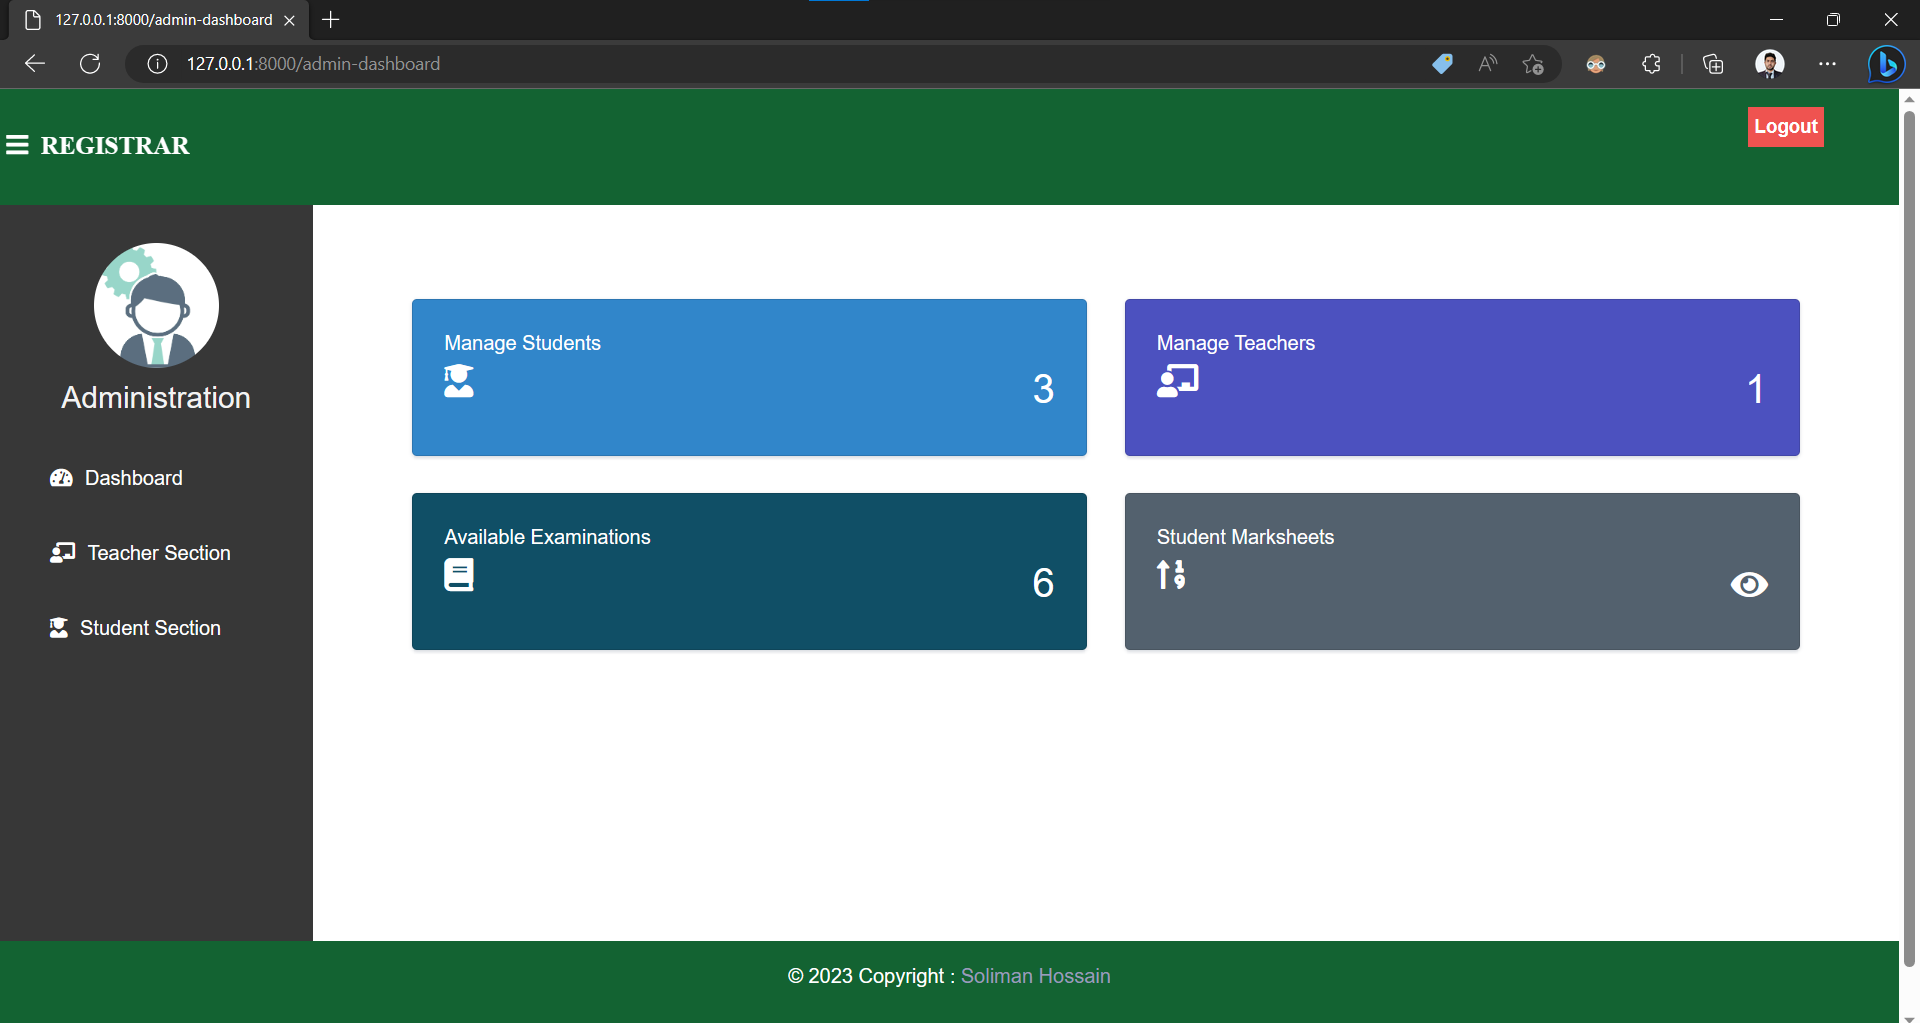 127.0.0.1:8000/admin-dashboard
127.0.0.1:8000/admin-dashboard
REGISTRAR
Logout
Administration
Dashboard
Teacher Section
Student Section
Manage Students
3
Manage Teachers
1
Available Examinations
6
Student Marksheets
© 2023 Copyright : Soliman Hossain